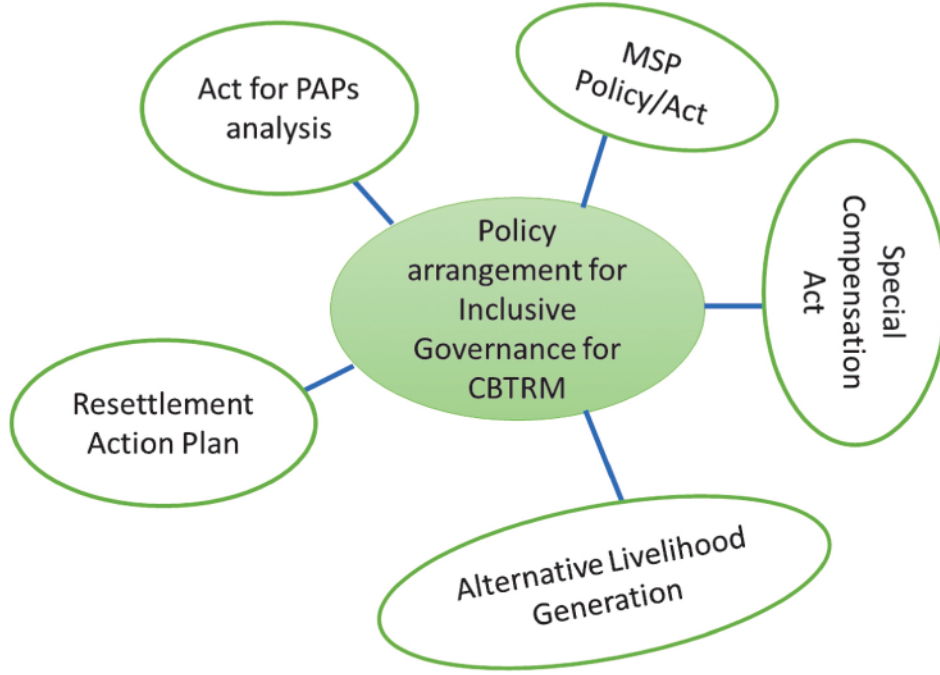 Act for PAPs
analysis
MSP
Policy/Act
Special
Compensation
Act
Policy
arrangement for
Inclusive
Governance for
CBTRM
Resettlement
Action Plan
Alternative Livelihood
Generation